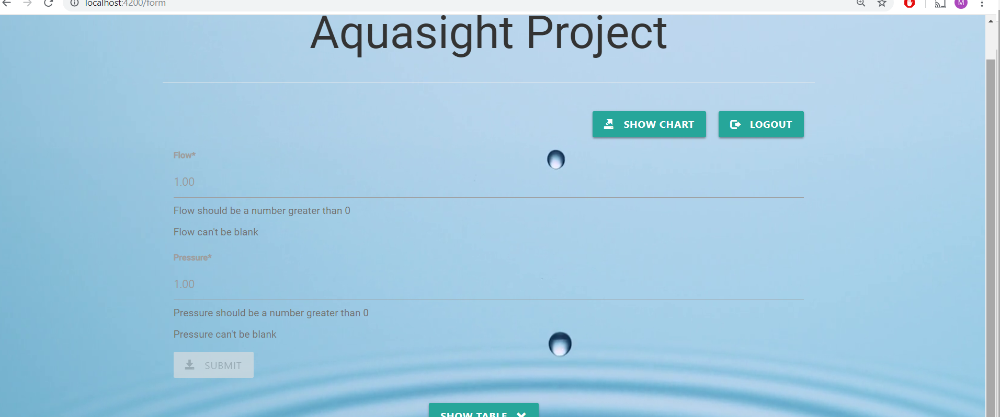 localhost:4200/form
M
Aquasight Project
SHOW CHART
LOGOUT
Flow*
1.00
Flow should be a number greater than 0
Flow can't be blank
Pressure*
1.00
Pressure should be a number greater than 0
Pressure can't be blank
SUBMIT
SHOW TABLE